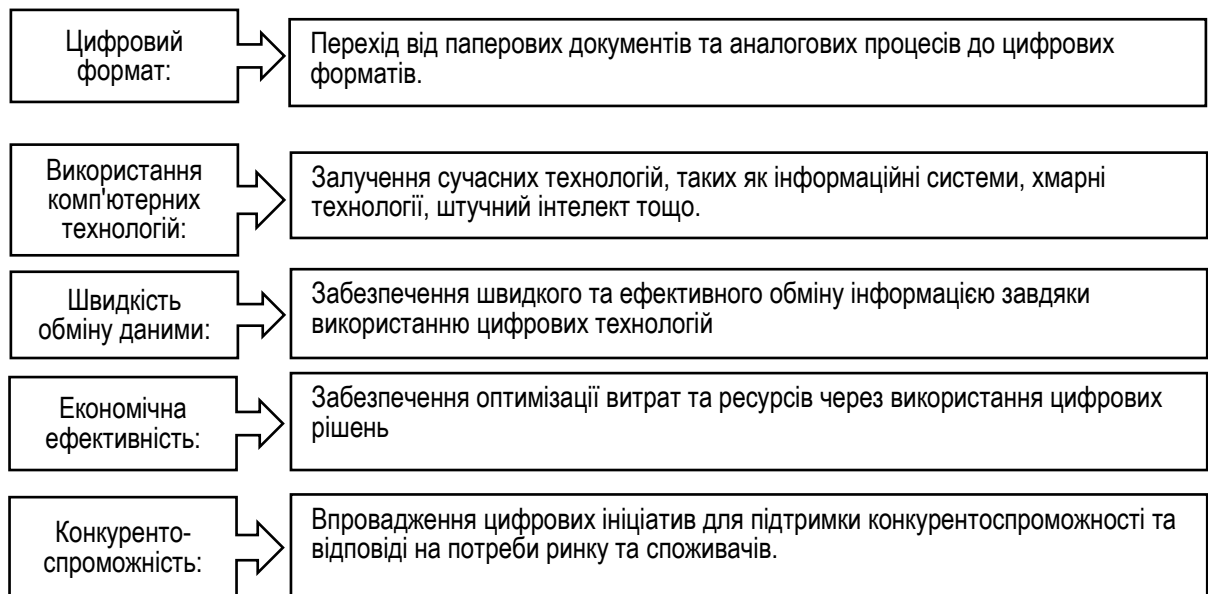 Цифровий
формат:
Перехід від паперових документів та аналогових процесів до цифрових
форматів.
Використання
комп'ютерних
технологій:
Залучення сучасних технологій, таких як інформаційні системи, хмарні
технології, штучний інтелект тощо.
Швидкість
обміну даними:
Забезпечення швидкого та ефективного обміну інформацією завдяки
використанню цифрових технологій
Економічна
ефективність:
Забезпечення оптимізації витрат та ресурсів через використання цифрових
рішень
Конкуренто-
спроможність:
Впровадження цифрових ініціатив для підтримки конкурентоспроможності та
відповіді на потреби ринку та споживачів.